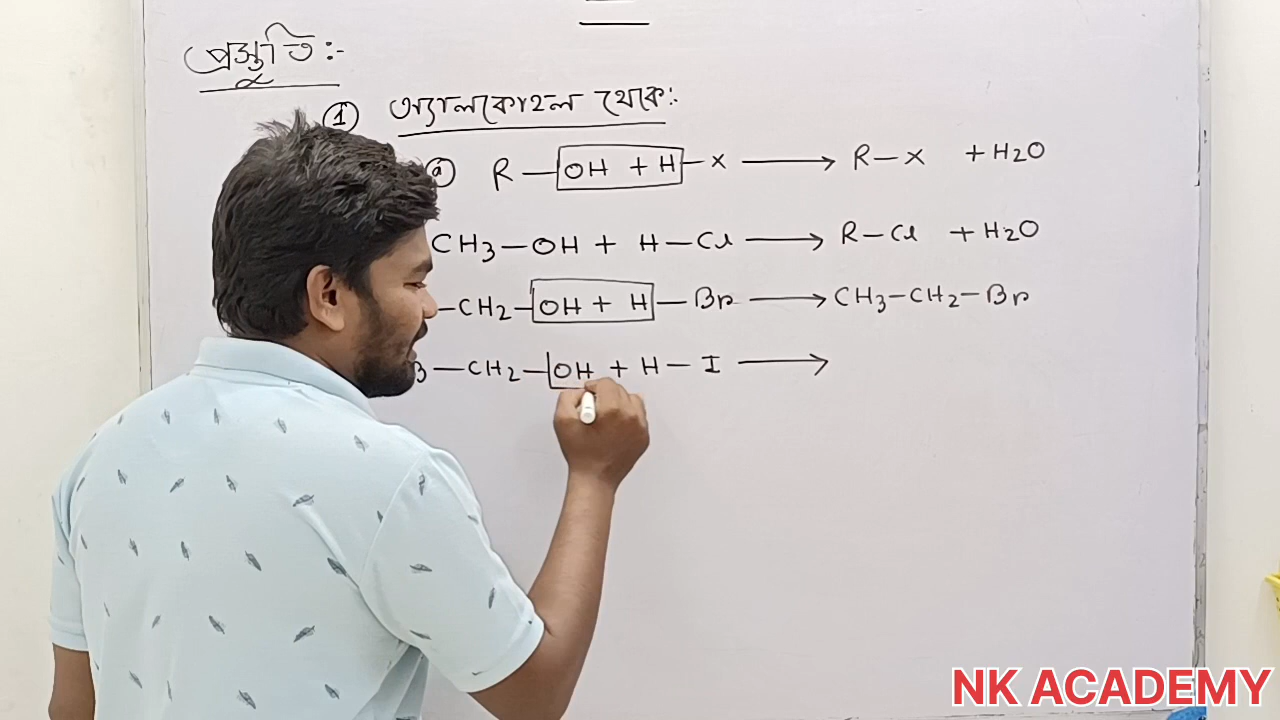 প্রস্তুতি :-
① অ্যালকোহল থেকে :
ⓐ R — OH + H — X ⟶ R — X + H2O
CH3 — OH + H — Cl ⟶ R — Cl + H2O
— CH2 — OH + H — Br ⟶ CH3 — CH2 — Br
3 — CH2 — OH + H — I ⟶
NK ACADEMY